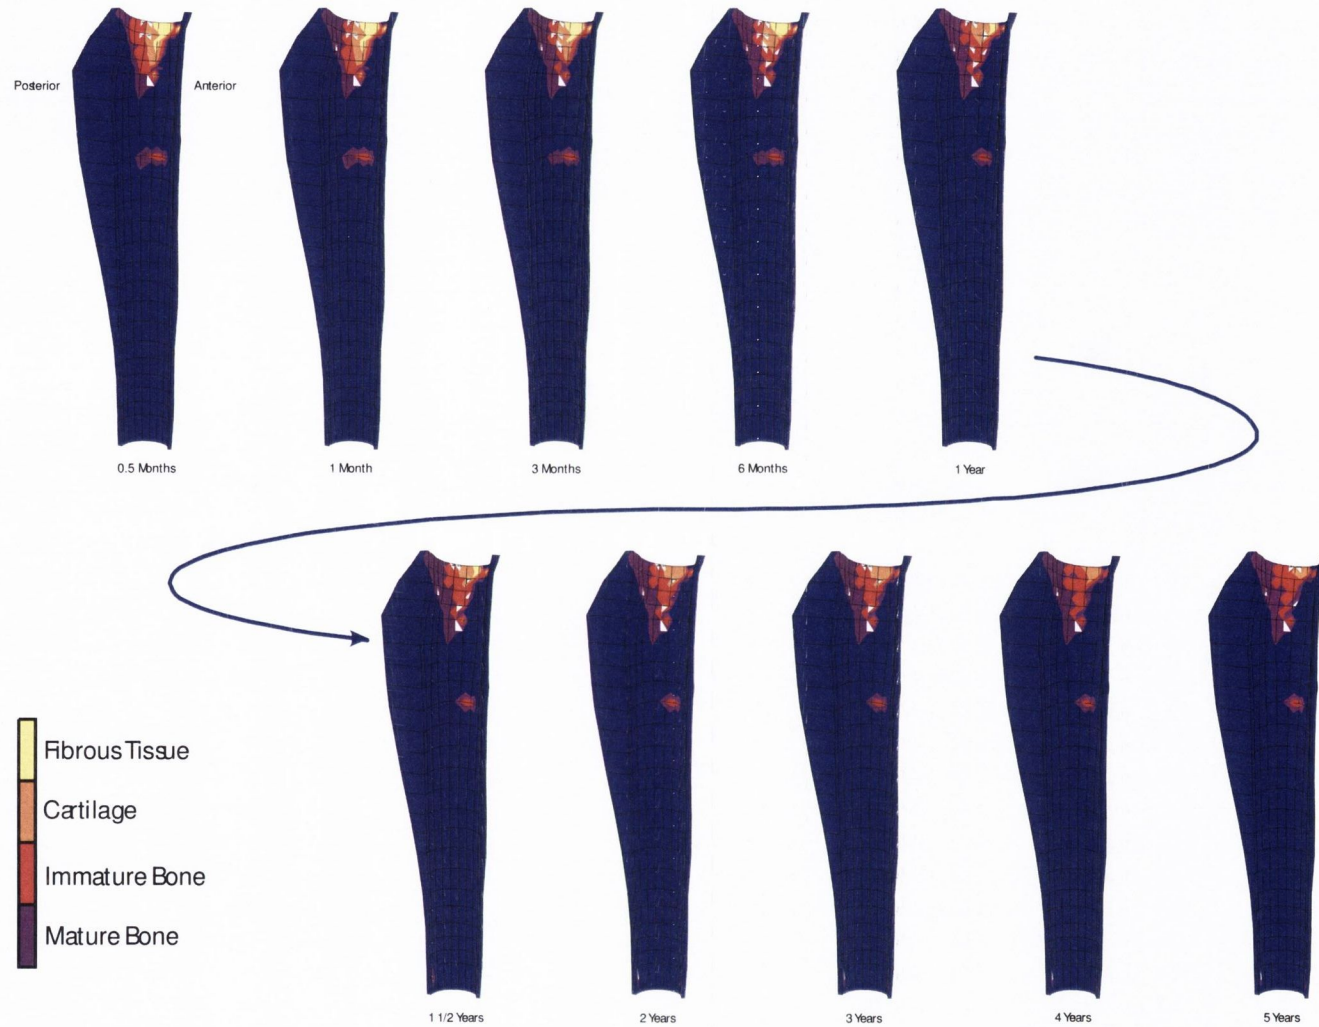 Posterior
Anterior
0.5 Months
1 Month
3 Months
6 Months
1 Year
Fibrous Tissue
Cartilage
Immature Bone
Mature Bone
1 1/2 Years
2 Years
3 Years
4 Years
5 Years